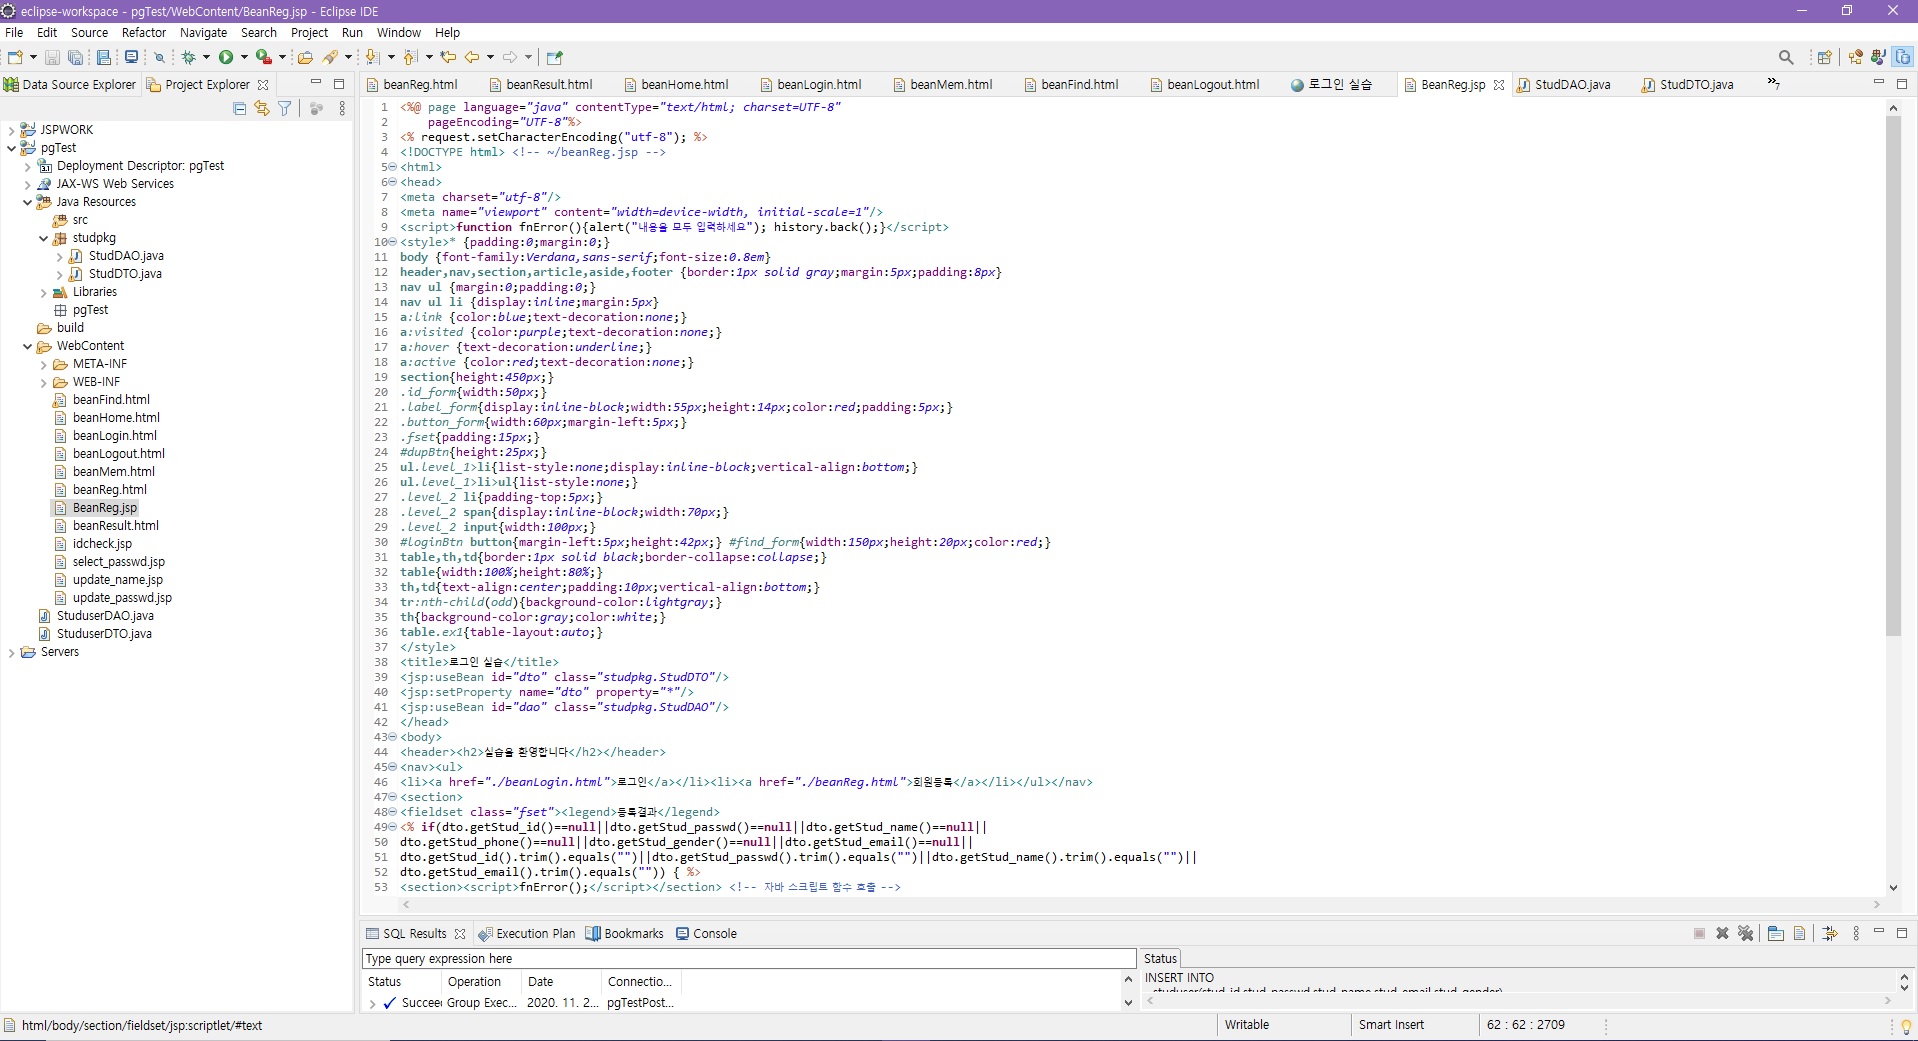 eclipse-workspace - pgTest/WebContent/BeanReg.jsp - Eclipse IDE
File Edit Source Refactor Navigate Search Project Run Window Help
Data Source Explorer Project Explorer
beanReg.html beanResult.html beanHome.html beanLogin.html beanMem.html beanFind.html beanLogout.html 로그인 실습 BeanReg.jsp StudDAO.java StudDTO.java »7
JSPWORK
pgTest
Deployment Descriptor: pgTest
JAX-WS Web Services
Java Resources
src
studpkg
StudDAO.java
StudDTO.java
Libraries
pgTest
build
WebContent
META-INF
WEB-INF
beanFind.html
beanHome.html
beanLogin.html
beanLogout.html
beanMem.html
beanReg.html
BeanReg.jsp
beanResult.html
idcheck.jsp
select_passwd.jsp
update_name.jsp
update_passwd.jsp
StuduserDAO.java
StuduserDTO.java
Servers
1 <%@ page language="java" contentType="text/html; charset=UTF-8"
2 pageEncoding="UTF-8"%>
3 <% request.setCharacterEncoding("utf-8"); %>
4 <!DOCTYPE html> <!-- ~/beanReg.jsp -->
5 <html>
6 <head>
7 <meta charset="utf-8"/>
8 <meta name="viewport" content="width=device-width, initial-scale=1"/>
9 <script>function fnError(){alert("내용을 모두 입력하세요"); history.back();}</script>
10 <style>* {padding:0;margin:0;}
11 body {font-family:Verdana,sans-serif;font-size:0.8em}
12 header,nav,section,article,aside,footer {border:1px solid gray;margin:5px;padding:8px}
13 nav ul {margin:0;padding:0;}
14 nav ul li {display:inline;margin:5px}
15 a:link {color:blue;text-decoration:none;}
16 a:visited {color:purple;text-decoration:none;}
17 a:hover {text-decoration:underline;}
18 a:active {color:red;text-decoration:none;}
19 section{height:450px;}
20 .id_form{width:50px;}
21 .label_form{display:inline-block;width:55px;height:14px;color:red;padding:5px;}
22 .button_form{width:60px;margin-left:5px;}
23 .fset{padding:15px;}
24 #dupBtn{height:25px;}
25 ul.level_1>li{list-style:none;display:inline-block;vertical-align:bottom;}
26 ul.level_1>li>ul{list-style:none;}
27 .level_2 li{padding-top:5px;}
28 .level_2 span{display:inline-block;width:70px;}
29 .level_2 input{width:100px;}
30 #loginBtn button{margin-left:5px;height:42px;} #find_form{width:150px;height:20px;color:red;}
31 table,th,td{border:1px solid black;border-collapse:collapse;}
32 table{width:100%;height:80%;}
33 th,td{text-align:center;padding:10px;vertical-align:bottom;}
34 tr:nth-child(odd){background-color:lightgray;}
35 th{background-color:gray;color:white;}
36 table.ex1{table-layout:auto;}
37 </style>
38 <title>로그인 실습</title>
39 <jsp:useBean id="dto" class="studpkg.StudDTO"/>
40 <jsp:setProperty name="dto" property="*"/>
41 <jsp:useBean id="dao" class="studpkg.StudDAO"/>
42 </head>
43 <body>
44 <header><h2>실습을 환영합니다</h2></header>
45 <nav><ul>
46 <li><a href="./beanLogin.html">로그인</a></li><li><a href="./beanReg.html">회원등록</a></li></ul></nav>
47 <section>
48 <fieldset class="fset"><legend>등록결과</legend>
49 <% if(dto.getStud_id()==null||dto.getStud_passwd()==null||dto.getStud_name()==null||
50 dto.getStud_phone()==null||dto.getStud_gender()==null||dto.getStud_email()==null||
51 dto.getStud_id().trim().equals("")||dto.getStud_passwd().trim().equals("")||dto.getStud_name().trim().equals("")||
52 dto.getStud_email().trim().equals("")) { %>
53 <section><script>fnError();</script></section> <!-- 자바 스크립트 함수 호출 -->
SQL Results Execution Plan Bookmarks Console
Type query expression here
Status Operation Date Connectio...
Succeed Group Exec... 2020. 11. 2... pgTestPost...
Status
INSERT INTO
studuser(stud_id,stud_passwd,stud_name,stud_email,stud_gender)
html/body/section/fieldset/jsp:scriptlet/#text Writable Smart Insert 62 : 62 : 2709